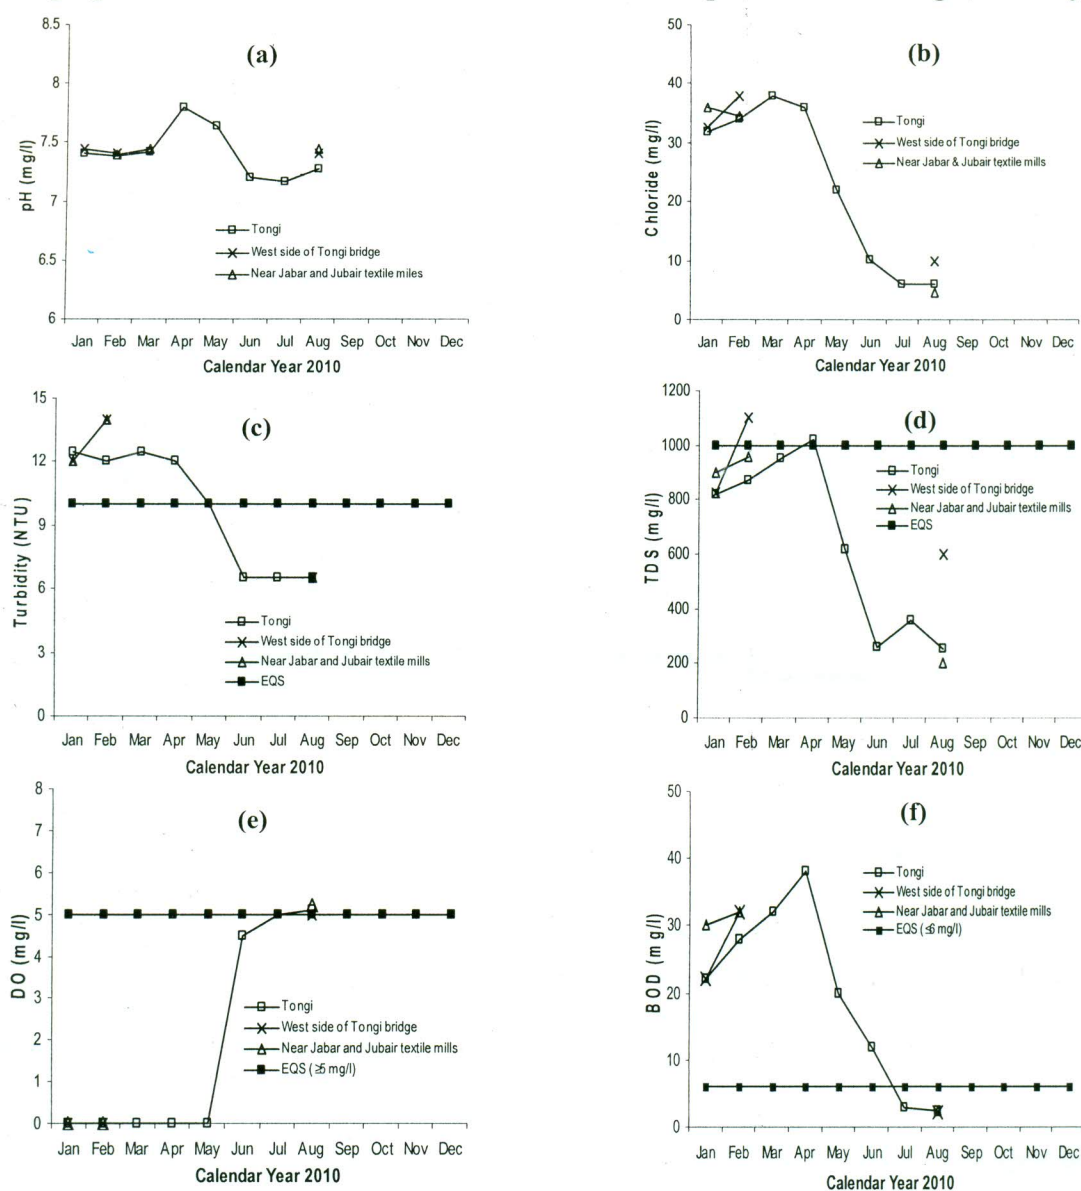 (a)
8.5
8
7.5
7
6.5
6
pH (mg/l)
Tongi
West side of Tongi bridge
Near Jabar and Jubair textile miles
Jan Feb Mar Apr May Jun Jul Aug Sep Oct Nov Dec
Calendar Year 2010
(b)
50
40
30
20
10
0
Chloride (mg/l)
Tongi
West side of Tongi bridge
Near Jabar & Jubair textile mills
Jan Feb Mar Apr May Jun Jul Aug Sep Oct Nov Dec
Calendar Year 2010
(c)
15
12
9
6
3
0
Turbidity (NTU)
Tongi
West side of Tongi bridge
Near Jabar and Jubair textile mills
EQS
Jan Feb Mar Apr May Jun Jul Aug Sep Oct Nov Dec
Calendar Year 2010
(d)
1200
1000
800
600
400
200
0
TDS (mg/l)
Tongi
West side of Tongi bridge
Near Jabar and Jubair textile mills
EQS
Jan Feb Mar Apr May Jun Jul Aug Sep Oct Nov Dec
Calendar Year 2010
(e)
8
7
6
5
4
3
2
1
0
DO (mg/l)
Tongi
West side of Tongi bridge
Near Jabar and Jubair textile mills
EQS (≥5 mg/l)
Jan Feb Mar Apr May Jun Jul Aug Sep Oct Nov Dec
Calendar Year 2010
(f)
50
40
30
20
10
0
BOD (mg/l)
Tongi
West side of Tongi bridge
Near Jabar and Jubair textile mills
EQS (≤6 mg/l)
Jan Feb Mar Apr May Jun Jul Aug Sep Oct Nov Dec
Calendar Year 2010